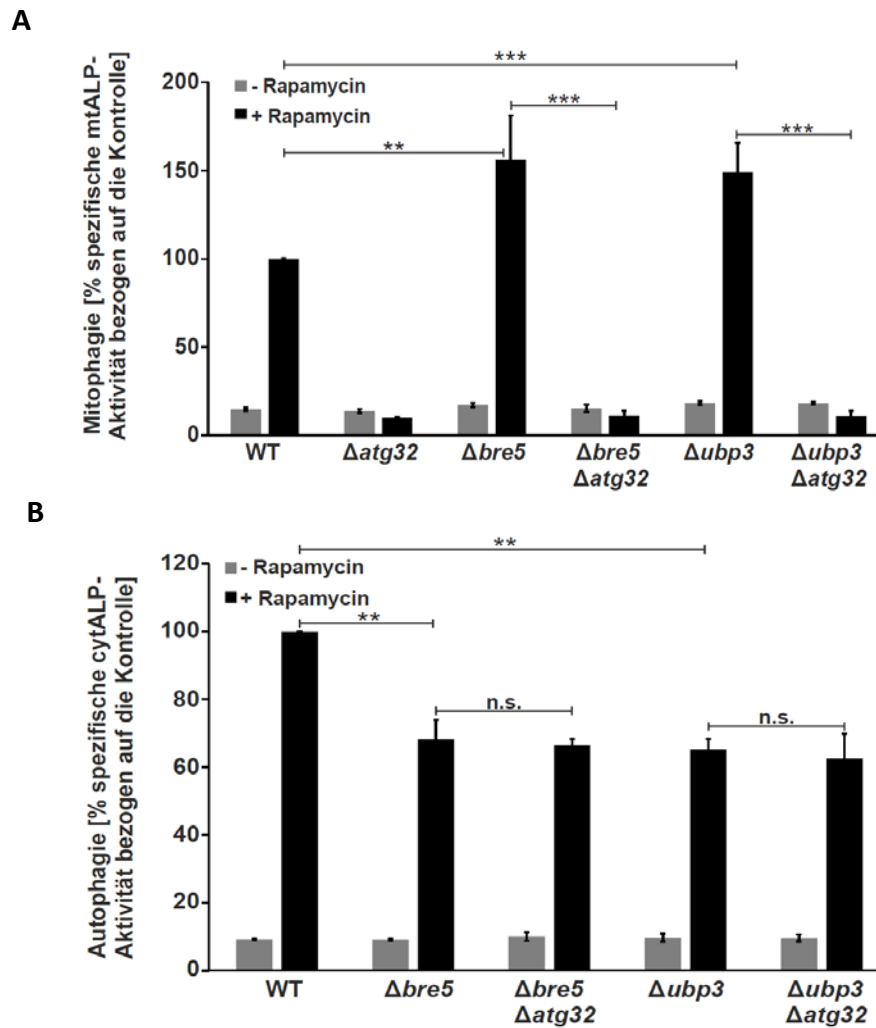 A
Mitophagie [% spezifische mtALP-
Aktivität bezogen auf die Kontrolle]
200
150
100
50
0
- Rapamycin
+ Rapamycin
***
***
**
***
WT
Δatg32
Δbre5
Δbre5
Δatg32
Δubp3
Δubp3
Δatg32
B
Autophagie [% spezifische cytALP-
Aktivität bezogen auf die Kontrolle]
120
100
80
60
40
20
0
- Rapamycin
+ Rapamycin
**
**
n.s.
n.s.
WT
Δbre5
Δbre5
Δatg32
Δubp3
Δubp3
Δatg32